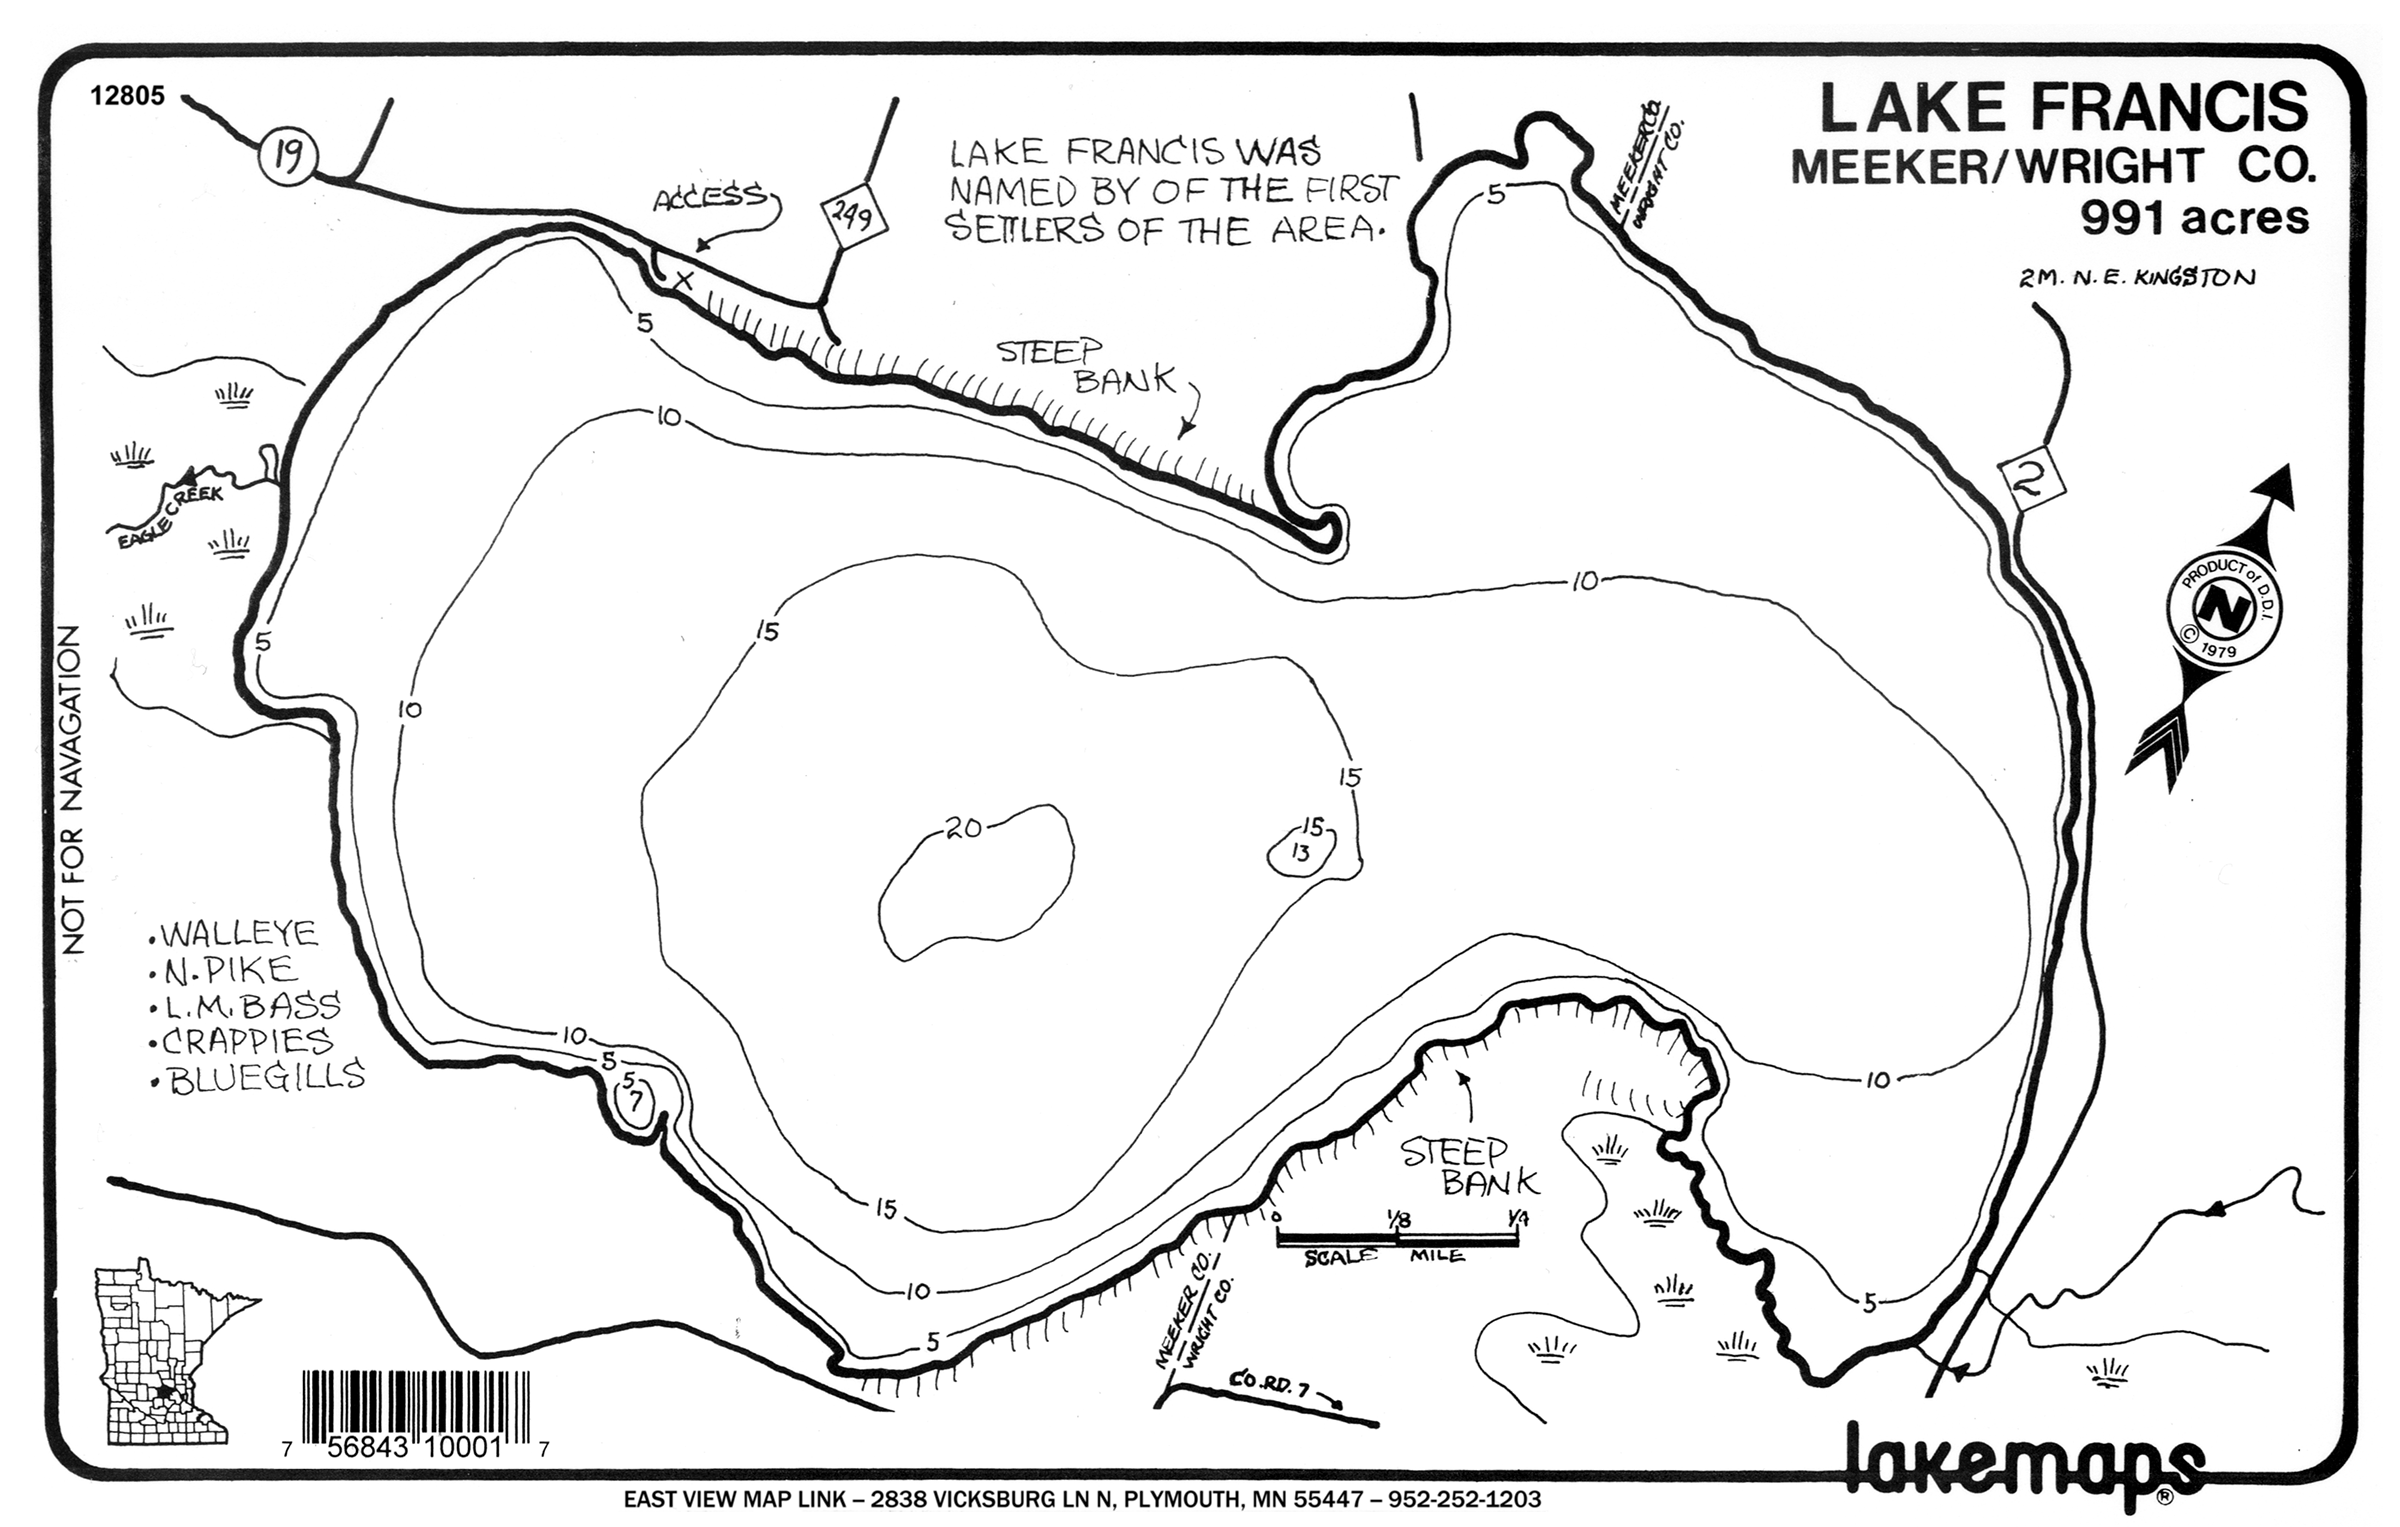 12805
LAKE FRANCIS
MEEKER/WRIGHT CO.
991 acres
2M. N.E. KINGSTON
19
ACCESS
249
LAKE FRANCIS WAS
NAMED BY OF THE FIRST
SETTLERS OF THE AREA.
MEEKER CO.
WRIGHT CO.
5
5
STEEP
BANK
10
2
EAGLE CREEK
PRODUCT of D.D.I.
N
© 1979
10
15
5
10
15
20
15
13
NOT FOR NAVAGATION
• WALLEYE
• N. PIKE
• L.M. BASS
• CRAPPIES
• BLUEGILLS
10
5
5
7
10
STEEP
BANK
15
0 1/8 1/4
SCALE MILE
10
5
5
MEEKER CO.
WRIGHT CO.
CO. RD. 7
7 56843 10001 7
lakemaps®
EAST VIEW MAP LINK – 2838 VICKSBURG LN N, PLYMOUTH, MN 55447 – 952-252-1203